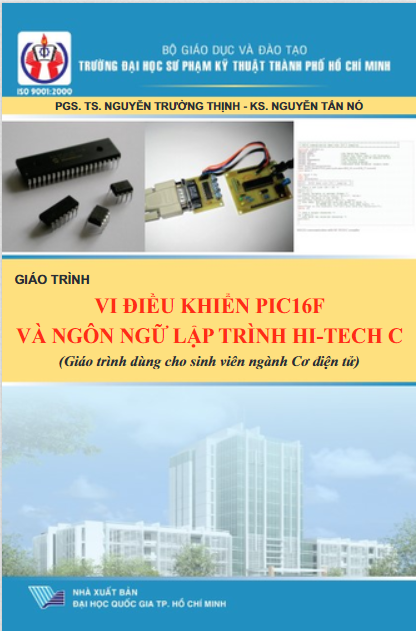 BỘ GIÁO DỤC VÀ ĐÀO TẠO
TRƯỜNG ĐẠI HỌC SƯ PHẠM KỸ THUẬT THÀNH PHỐ HỒ CHÍ MINH
ISO 9001:2000
PGS. TS. NGUYỄN TRƯỜNG THỊNH - KS. NGUYỄN TẤN NÓ
GIÁO TRÌNH
VI ĐIỀU KHIỂN PIC16F
VÀ NGÔN NGỮ LẬP TRÌNH HI-TECH C
(Giáo trình dùng cho sinh viên ngành Cơ điện tử)
NHÀ XUẤT BẢN
ĐẠI HỌC QUỐC GIA TP. HỒ CHÍ MINH